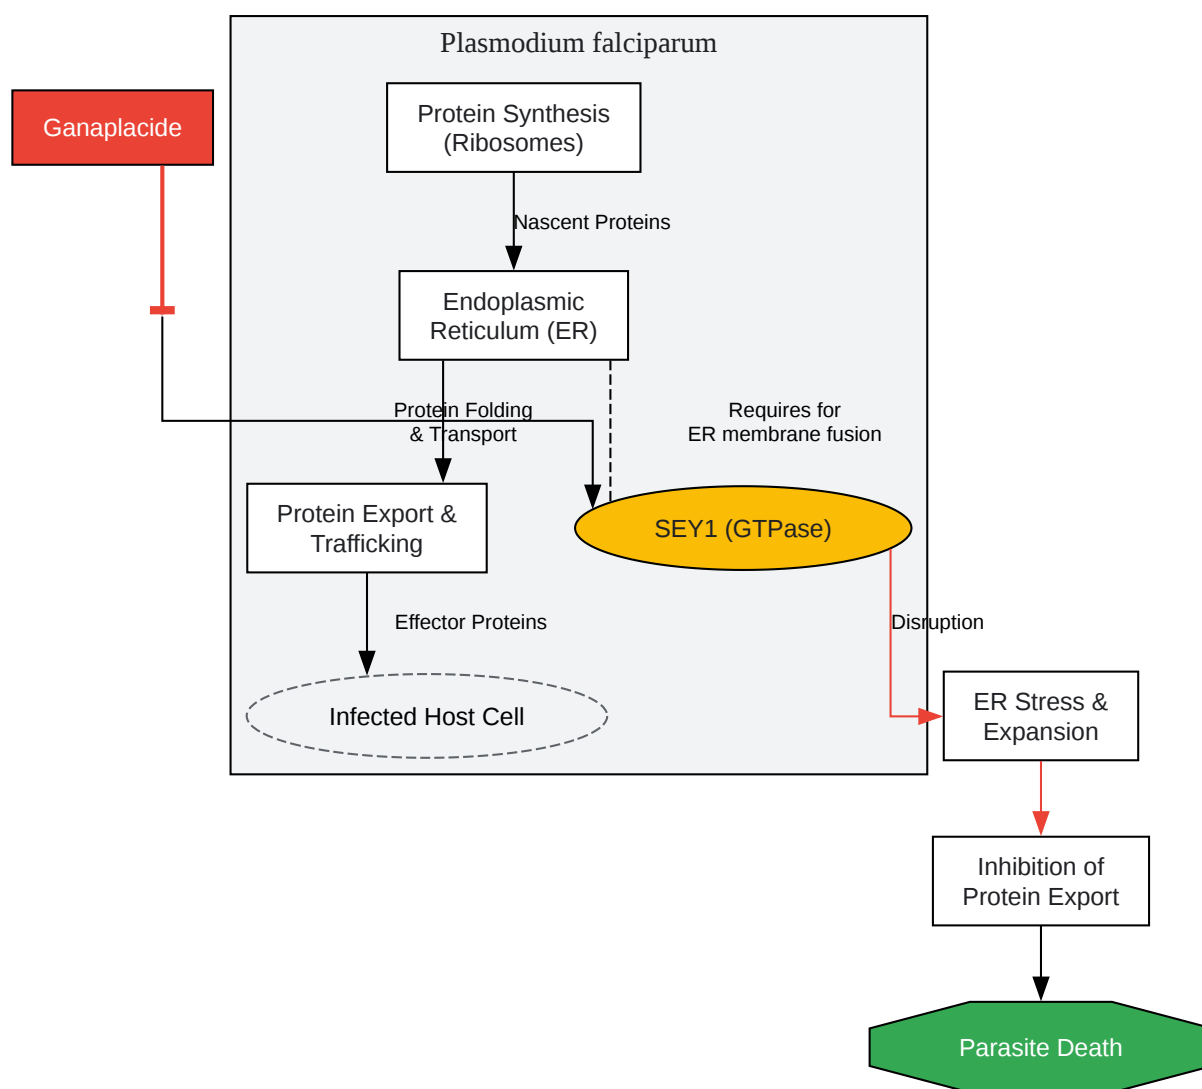 Plasmodium falciparum
Ganaplacide
Protein Synthesis
(Ribosomes)
Nascent Proteins
Endoplasmic
Reticulum (ER)
Protein Folding
& Transport
Requires for
ER membrane fusion
Protein Export &
Trafficking
SEY1 (GTPase)
Effector Proteins
Disruption
Infected Host Cell
ER Stress &
Expansion
Inhibition of
Protein Export
Parasite Death